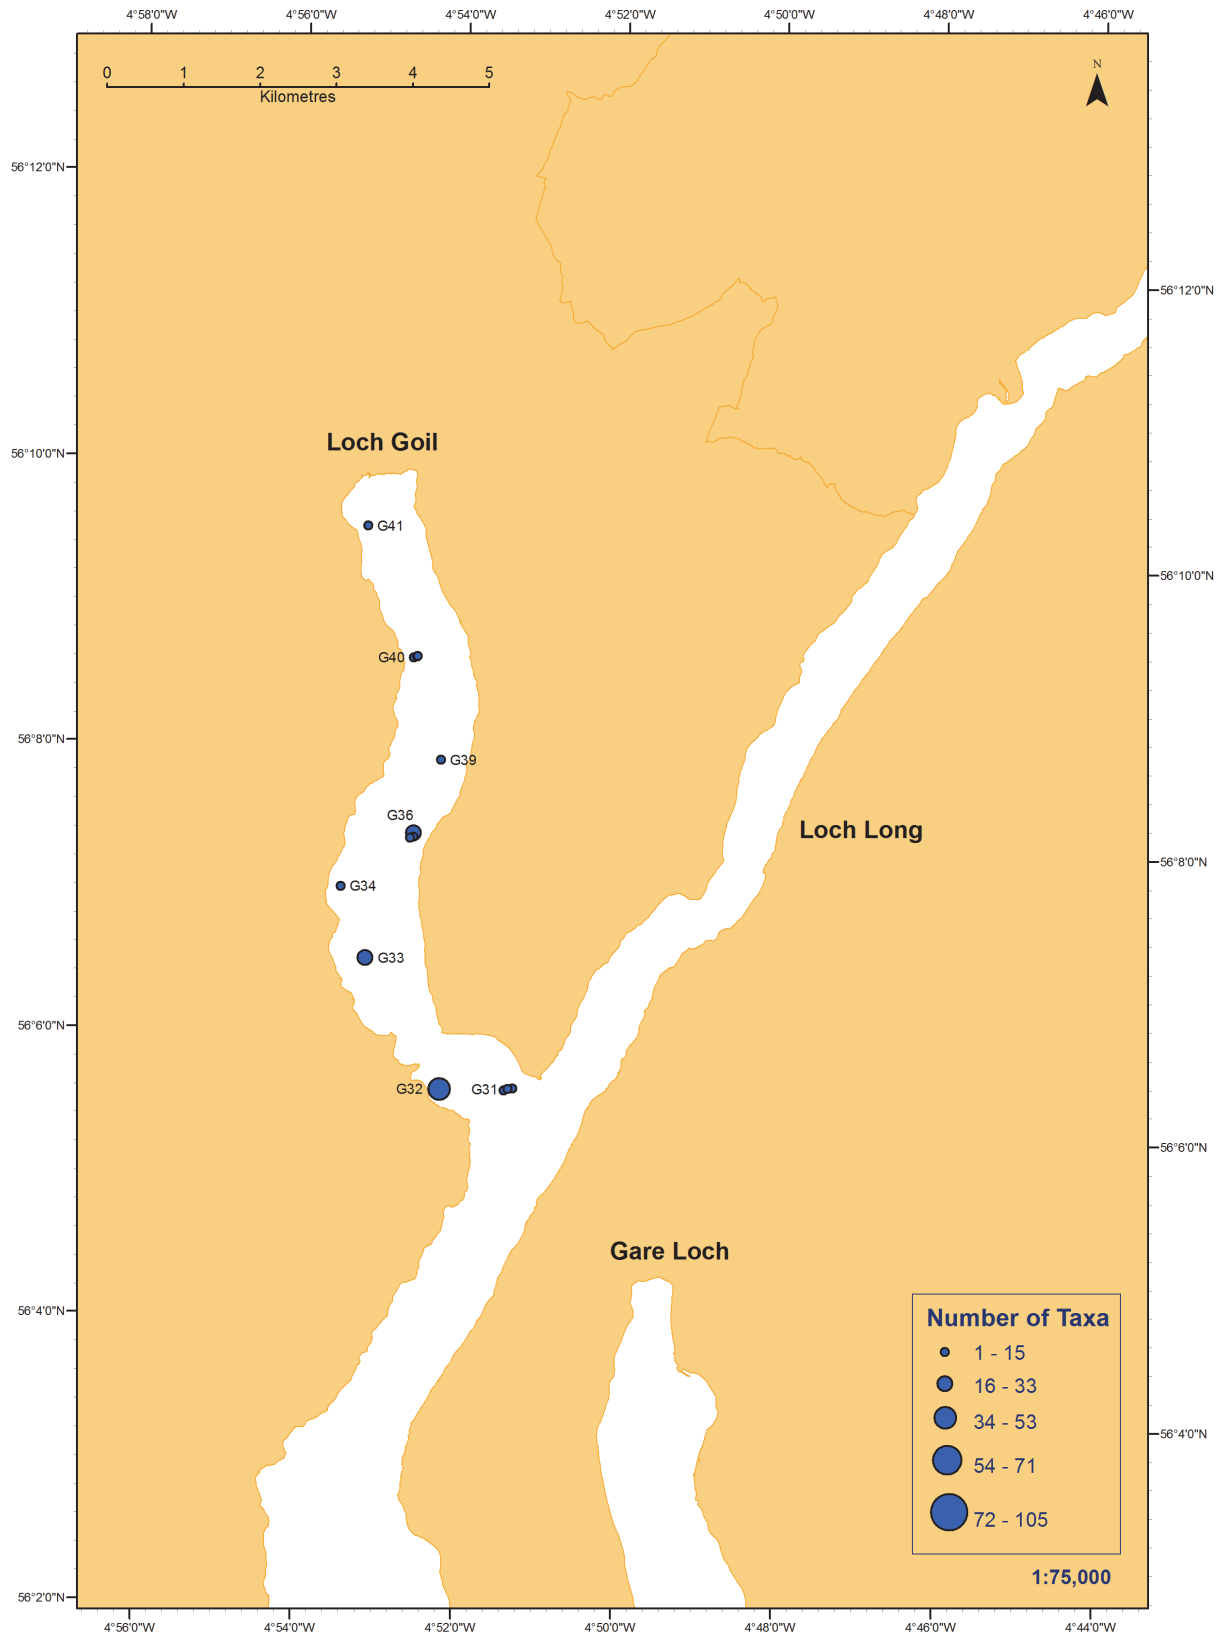 4°58'0"W 4°56'0"W 4°54'0"W 4°52'0"W 4°50'0"W 4°48'0"W 4°46'0"W
0 1 2 3 4 5
Kilometres
N
56°12'0"N
56°12'0"N
Loch Goil
56°10'0"N
G41
56°10'0"N
G40
56°8'0"N
G39
G36
Loch Long
56°8'0"N
G34
G33
56°6'0"N
G32
G31
56°6'0"N
Gare Loch
56°4'0"N
Number of Taxa
1 - 15
16 - 33
34 - 53
56°4'0"N
54 - 71
72 - 105
1:75,000
56°2'0"N
4°56'0"W 4°54'0"W 4°52'0"W 4°50'0"W 4°48'0"W 4°46'0"W 4°44'0"W